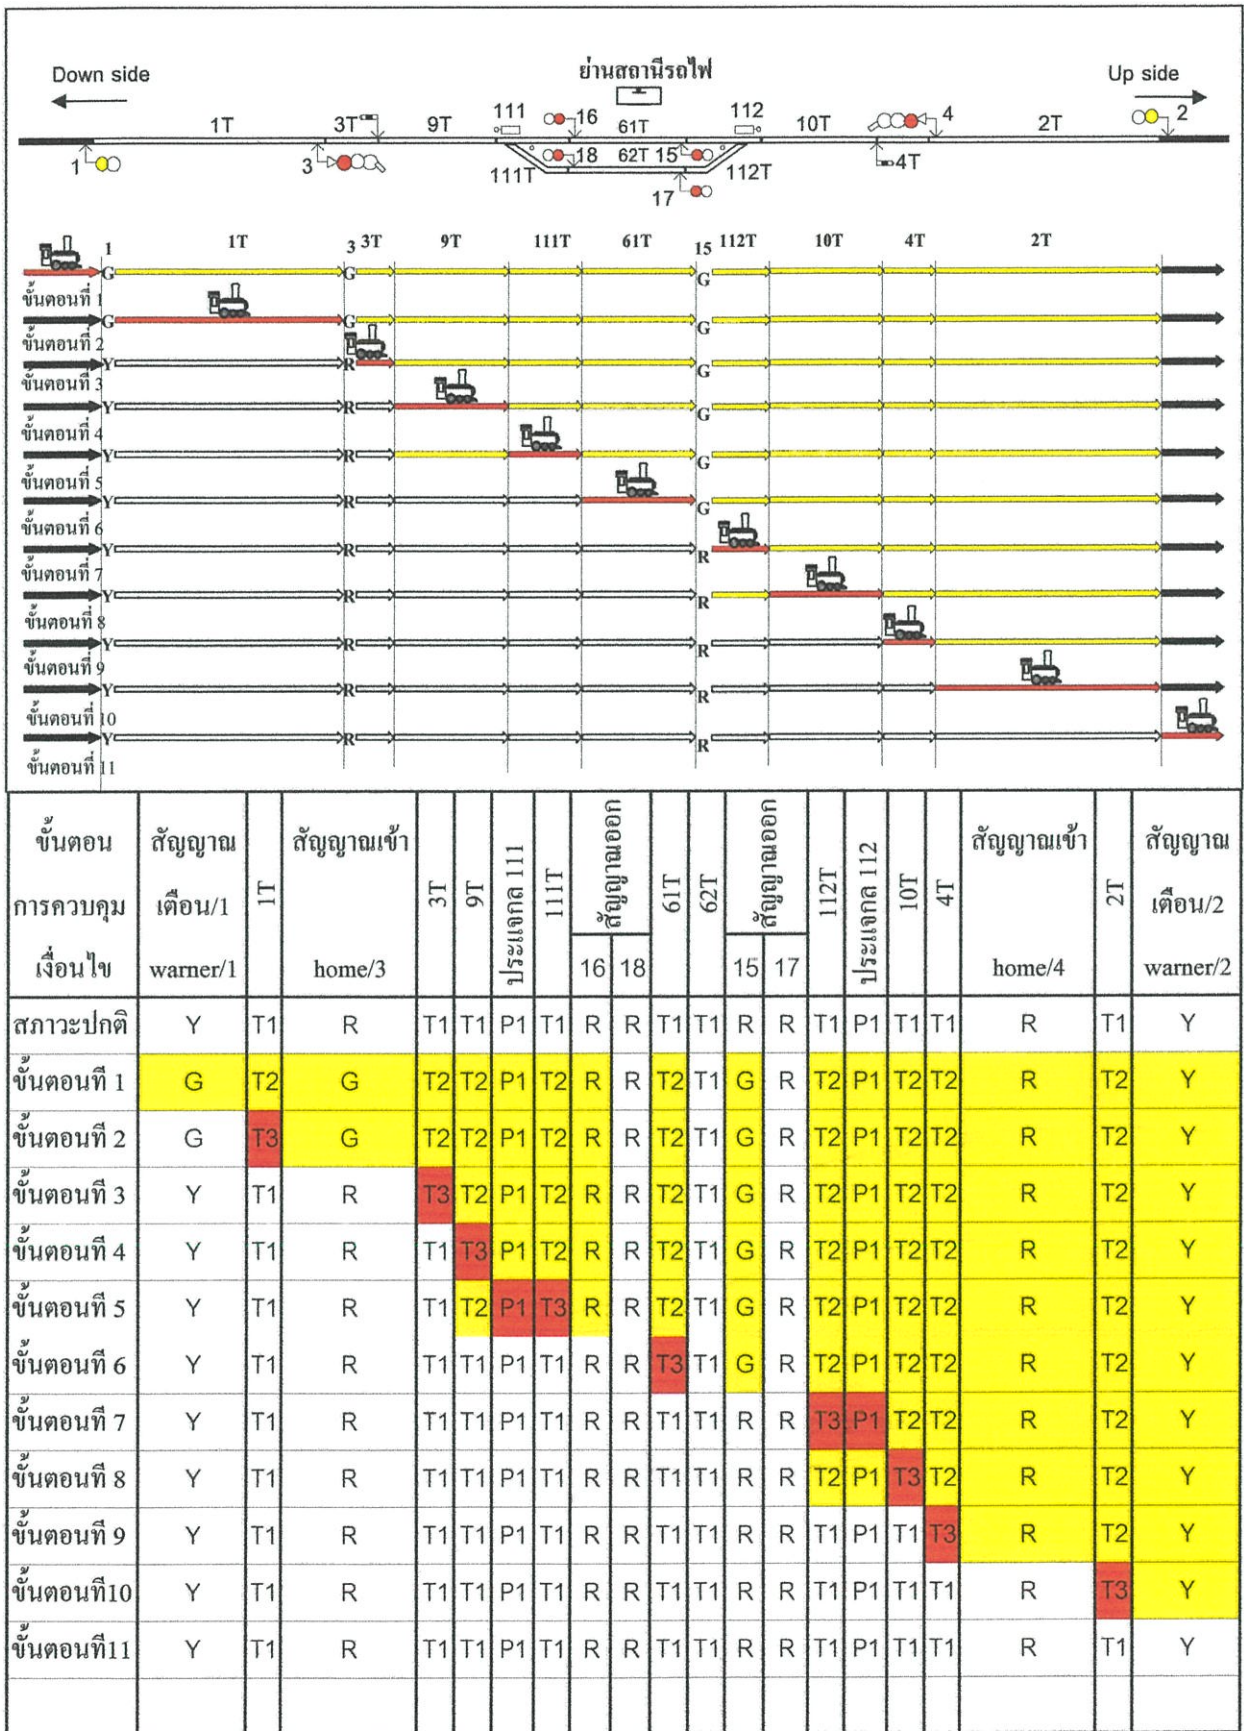 Down side
ย่านสถานีรถไฟ
Up side
1T 3T 9T 111 16 61T 112 10T 4 2T 2
1 3 18 62T 15 4T
111T 17 112T
1 1T 3 3T 9T 111T 61T 15 112T 10T 4T 2T
G G G
ขั้นตอนที่ 1
G G G
ขั้นตอนที่ 2
Y R G
ขั้นตอนที่ 3
Y R G
ขั้นตอนที่ 4
Y R G
ขั้นตอนที่ 5
Y R G
ขั้นตอนที่ 6
Y R R
ขั้นตอนที่ 7
Y R R
ขั้นตอนที่ 8
Y R R
ขั้นตอนที่ 9
Y R R
ขั้นตอนที่ 10
Y R R
ขั้นตอนที่ 11
ขั้นตอน สัญญาณ 1T สัญญาณเข้า 3T 9T ประแจกล 111 111T สัญญาณออก 61T 62T สัญญาณออก 112T ประแจกล 112 10T 4T สัญญาณเข้า 2T สัญญาณ
การควบคุม เตือน/1 เตือน/2
เงื่อนไข warner/1 home/3 16 18 15 17 home/4 warner/2
สภาวะปกติ Y T1 R T1 T1 P1 T1 R R T1 T1 R R T1 P1 T1 T1 R T1 Y
ขั้นตอนที่ 1 G T2 G T2 T2 P1 T2 R R T2 T1 G R T2 P1 T2 T2 R T2 Y
ขั้นตอนที่ 2 G T3 G T2 T2 P1 T2 R R T2 T1 G R T2 P1 T2 T2 R T2 Y
ขั้นตอนที่ 3 Y T1 R T3 T2 P1 T2 R R T2 T1 G R T2 P1 T2 T2 R T2 Y
ขั้นตอนที่ 4 Y T1 R T1 T3 P1 T2 R R T2 T1 G R T2 P1 T2 T2 R T2 Y
ขั้นตอนที่ 5 Y T1 R T1 T2 P1 T3 R R T2 T1 G R T2 P1 T2 T2 R T2 Y
ขั้นตอนที่ 6 Y T1 R T1 T1 P1 T1 R R T3 T1 G R T2 P1 T2 T2 R T2 Y
ขั้นตอนที่ 7 Y T1 R T1 T1 P1 T1 R R T1 T1 R R T3 P1 T2 T2 R T2 Y
ขั้นตอนที่ 8 Y T1 R T1 T1 P1 T1 R R T1 T1 R R T2 P1 T3 T2 R T2 Y
ขั้นตอนที่ 9 Y T1 R T1 T1 P1 T1 R R T1 T1 R R T1 P1 T1 T3 R T2 Y
ขั้นตอนที่10 Y T1 R T1 T1 P1 T1 R R T1 T1 R R T1 P1 T1 T1 R T3 Y
ขั้นตอนที่11 Y T1 R T1 T1 P1 T1 R R T1 T1 R R T1 P1 T1 T1 R T1 Y